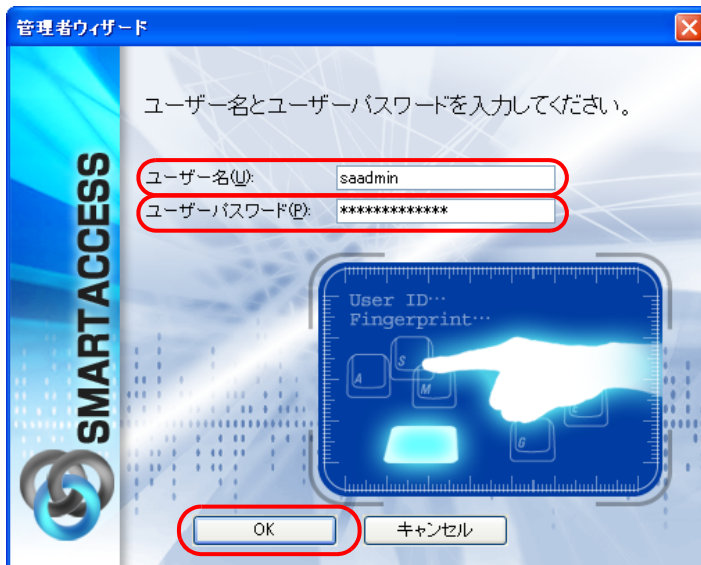 管理者ウィザード
ユーザー名とユーザーパスワードを入力してください。
ユーザー名(U): saadmin
ユーザーパスワード(P): *************
SMARTACCESS
User ID…
Fingerprint…
S
A
M
E
G
OK キャンセル